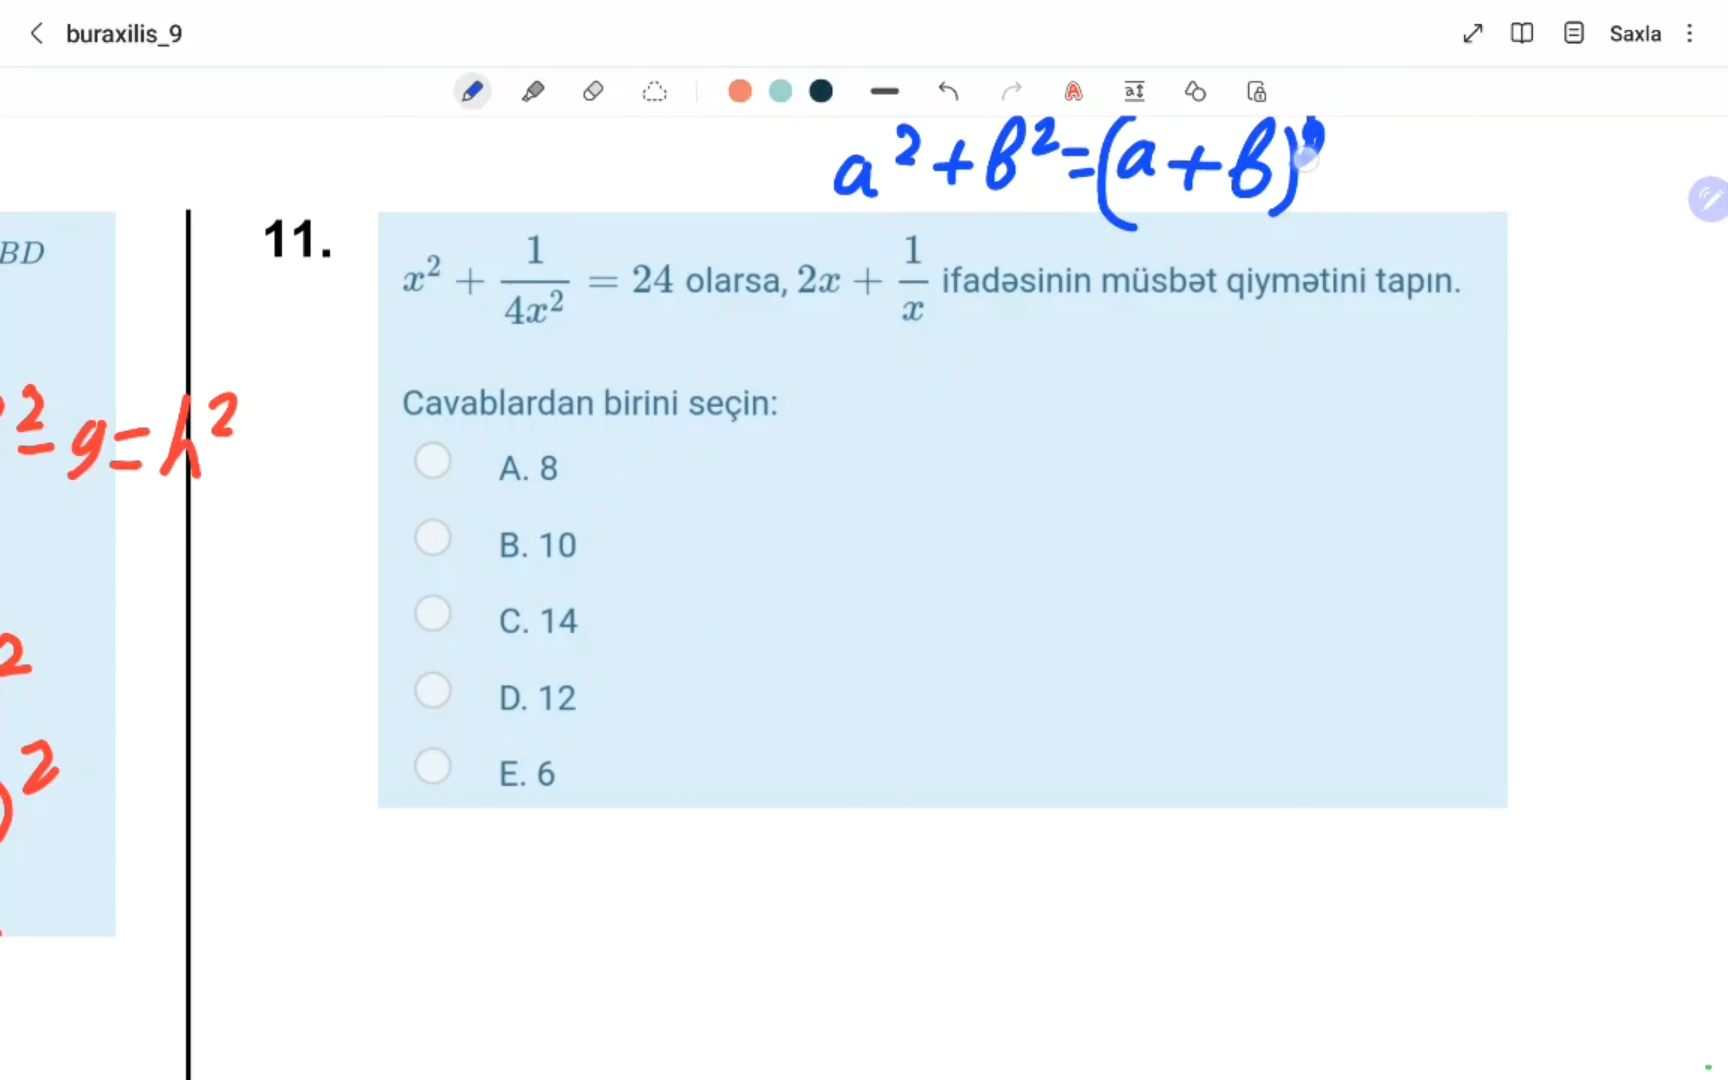 buraxilis_9
Saxla
a²+b²=(a+b)
BD
11.
x² + 1/4x² = 24 olarsa, 2x + 1/x ifadəsinin müsbət qiymətini tapın.
²-g=h²
Cavablardan birini seçin:
A. 8
B. 10
C. 14
D. 12
E. 6
2
)²